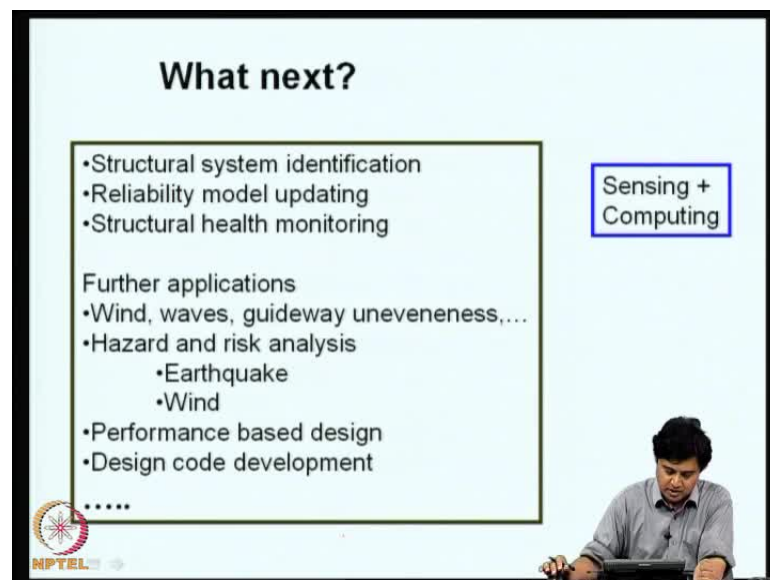 What next?
•Structural system identification
•Reliability model updating
•Structural health monitoring
Further applications
•Wind, waves, guideway uneveneness,...
•Hazard and risk analysis
•Earthquake
•Wind
•Performance based design
•Design code development
.....
Sensing +
Computing
NPTEL